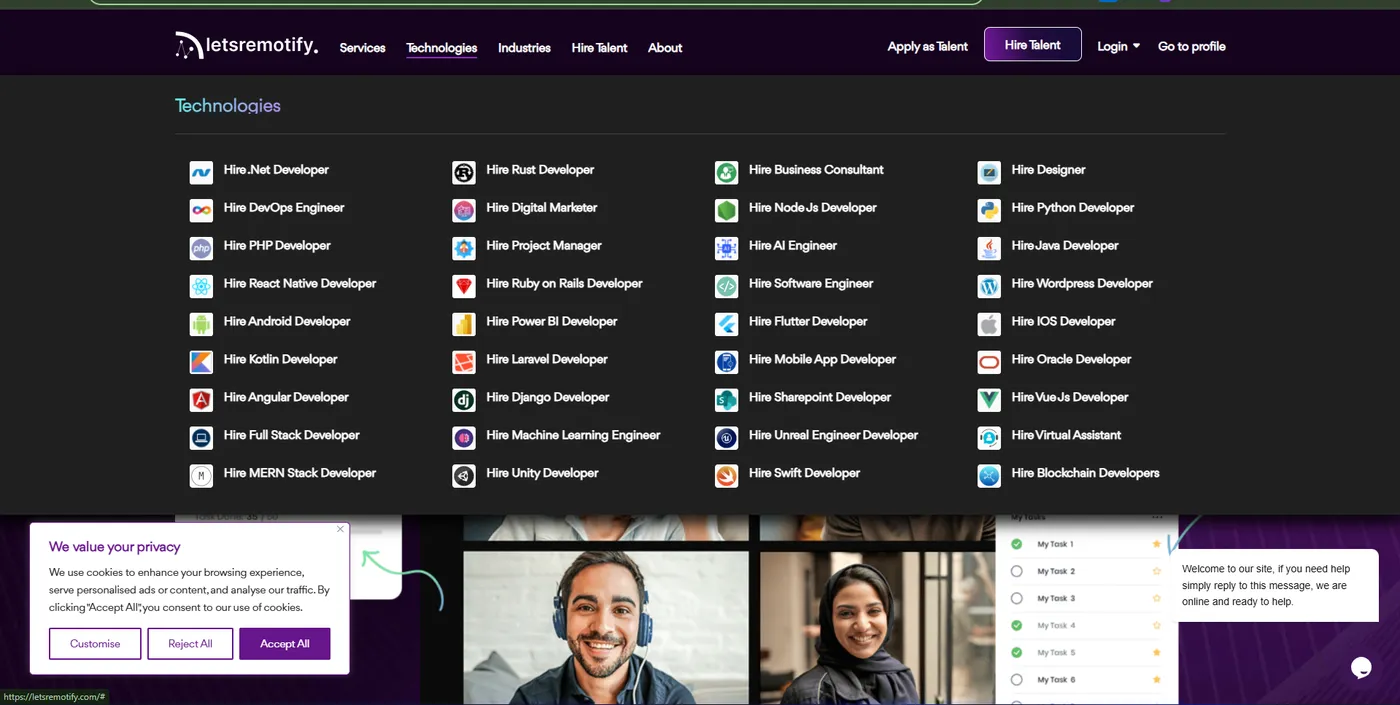 letsremotify.
Services
Technologies
Industries
Hire Talent
About
Apply as Talent
Hire Talent
Login
Go to profile
Technologies
Hire .Net Developer
Hire Rust Developer
Hire Business Consultant
Hire Designer
Hire DevOps Engineer
Hire Digital Marketer
Hire Node Js Developer
Hire Python Developer
php
Hire PHP Developer
Hire Project Manager
AI
Hire AI Engineer
Hire Java Developer
Hire React Native Developer
Hire Ruby on Rails Developer
Hire Software Engineer
Hire Wordpress Developer
Hire Android Developer
Hire Power BI Developer
Hire Flutter Developer
Hire IOS Developer
Hire Kotlin Developer
Hire Laravel Developer
Hire Mobile App Developer
Hire Oracle Developer
Hire Angular Developer
dj
Hire Django Developer
Hire Sharepoint Developer
Hire Vue Js Developer
Hire Full Stack Developer
Hire Machine Learning Engineer
Hire Unreal Engineer Developer
Hire Virtual Assistant
M
Hire MERN Stack Developer
Hire Unity Developer
Hire Swift Developer
Hire Blockchain Developers
My Tasks
My Task 1
My Task 2
My Task 3
My Task 4
My Task 5
My Task 6
We value your privacy
We use cookies to enhance your browsing experience,
serve personalised ads or content, and analyse our traffic. By
clicking "Accept All", you consent to our use of cookies.
Customise
Reject All
Accept All
Welcome to our site, if you need help
simply reply to this message, we are
online and ready to help.
https://letsremotify.com/#